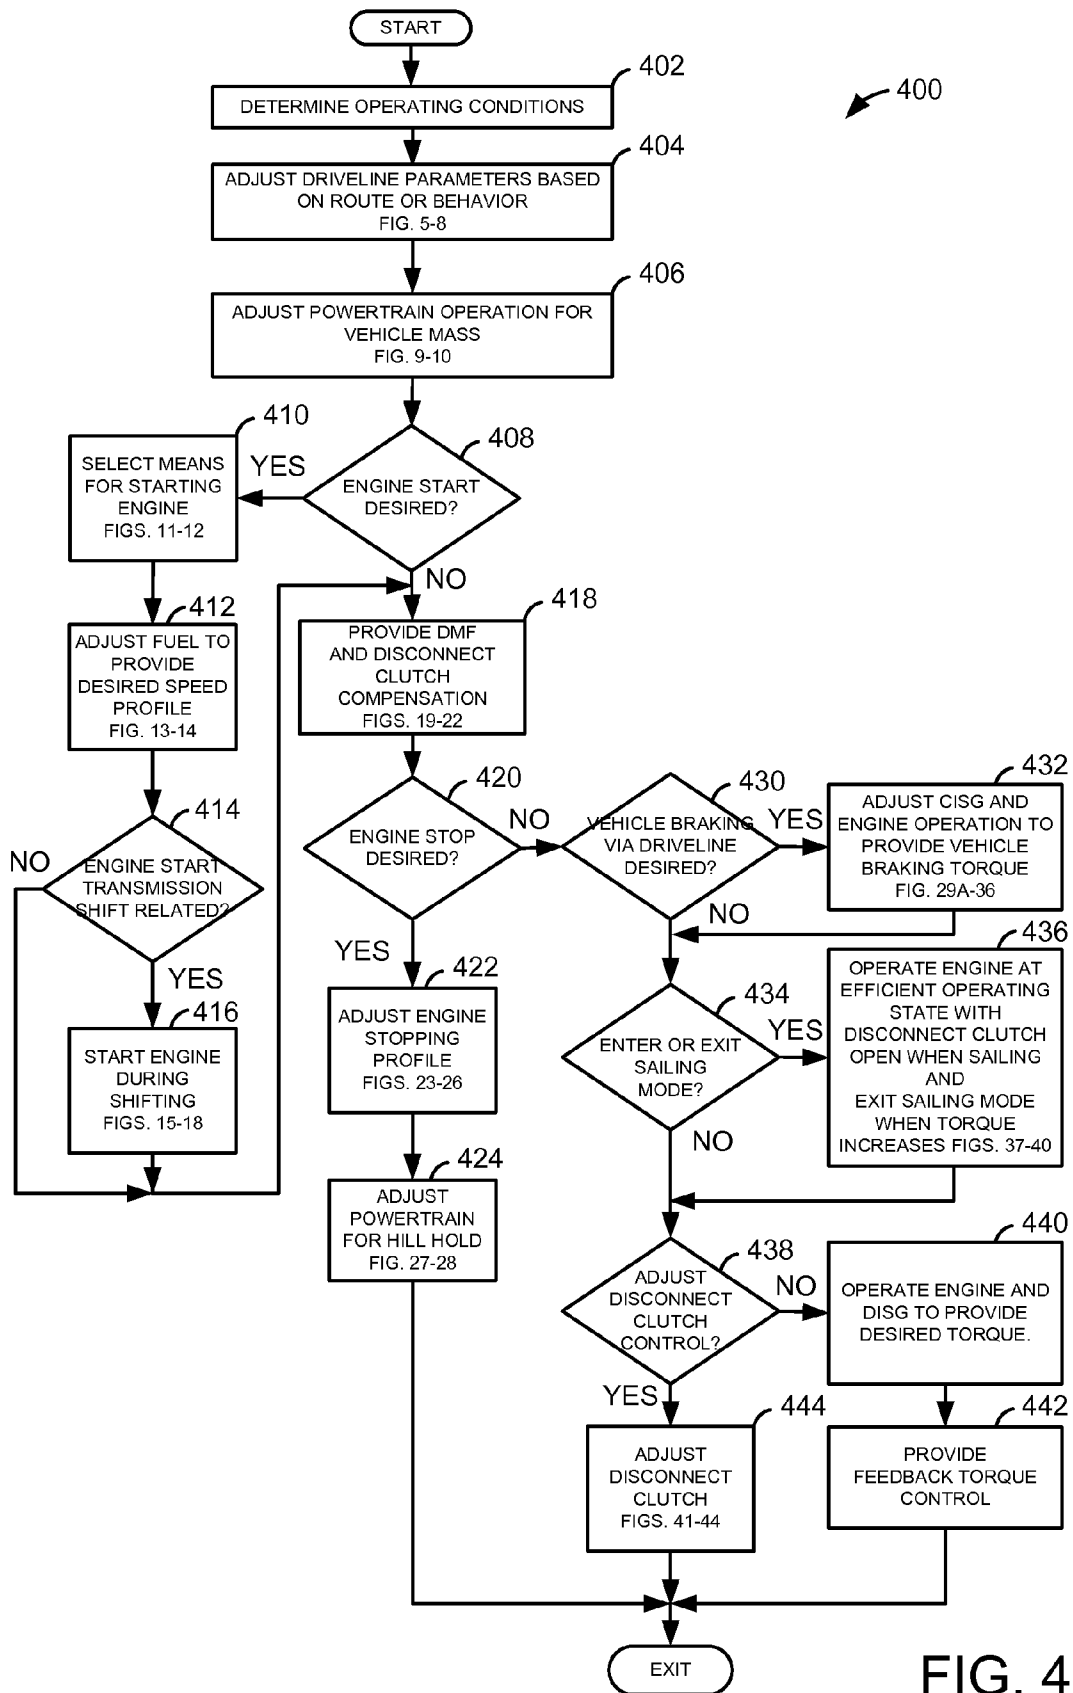 START
402
DETERMINE OPERATING CONDITIONS
400
404
ADJUST DRIVELINE PARAMETERS BASED
ON ROUTE OR BEHAVIOR
FIG. 5-8
406
ADJUST POWERTRAIN OPERATION FOR
VEHICLE MASS
FIG. 9-10
408
ENGINE START
DESIRED?
YES
NO
410
SELECT MEANS
FOR STARTING
ENGINE
FIGS. 11-12
412
ADJUST FUEL TO
PROVIDE
DESIRED SPEED
PROFILE
FIG. 13-14
414
ENGINE START
TRANSMISSION
SHIFT RELATED?
NO
YES
416
START ENGINE
DURING
SHIFTING
FIGS. 15-18
418
PROVIDE DMF
AND DISCONNECT
CLUTCH
COMPENSATION
FIGS. 19-22
420
ENGINE STOP
DESIRED?
NO
YES
422
ADJUST ENGINE
STOPPING
PROFILE
FIGS. 23-26
424
ADJUST
POWERTRAIN
FOR HILL HOLD
FIG. 27-28
430
VEHICLE BRAKING
VIA DRIVELINE
DESIRED?
YES
NO
432
ADJUST CISG AND
ENGINE OPERATION TO
PROVIDE VEHICLE
BRAKING TORQUE
FIG. 29A-36
434
ENTER OR EXIT
SAILING
MODE?
YES
NO
436
OPERATE ENGINE AT
EFFICIENT OPERATING
STATE WITH
DISCONNECT CLUTCH
OPEN WHEN SAILING
AND
EXIT SAILING MODE
WHEN TORQUE
INCREASES FIGS. 37-40
438
ADJUST
DISCONNECT
CLUTCH
CONTROL?
NO
YES
440
OPERATE ENGINE AND
DISG TO PROVIDE
DESIRED TORQUE.
442
PROVIDE
FEEDBACK TORQUE
CONTROL
444
ADJUST
DISCONNECT
CLUTCH
FIGS. 41-44
EXIT
FIG. 4